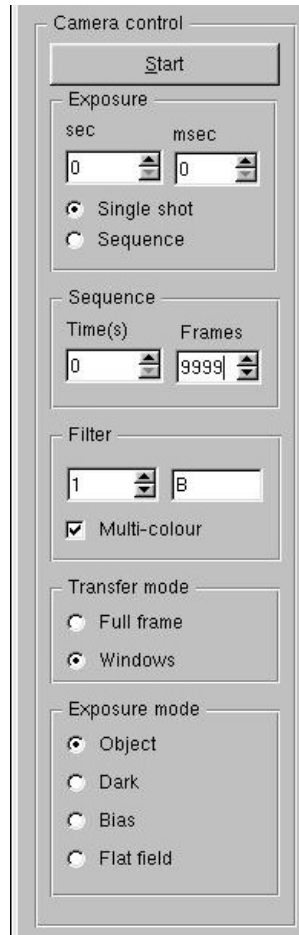 Camera control
Start
Exposure
sec msec
0 0
Single shot
Sequence
Sequence
Time(s) Frames
0 9999
Filter
1 B
Multi-colour
Transfer mode
Full frame
Windows
Exposure mode
Object
Dark
Bias
Flat field